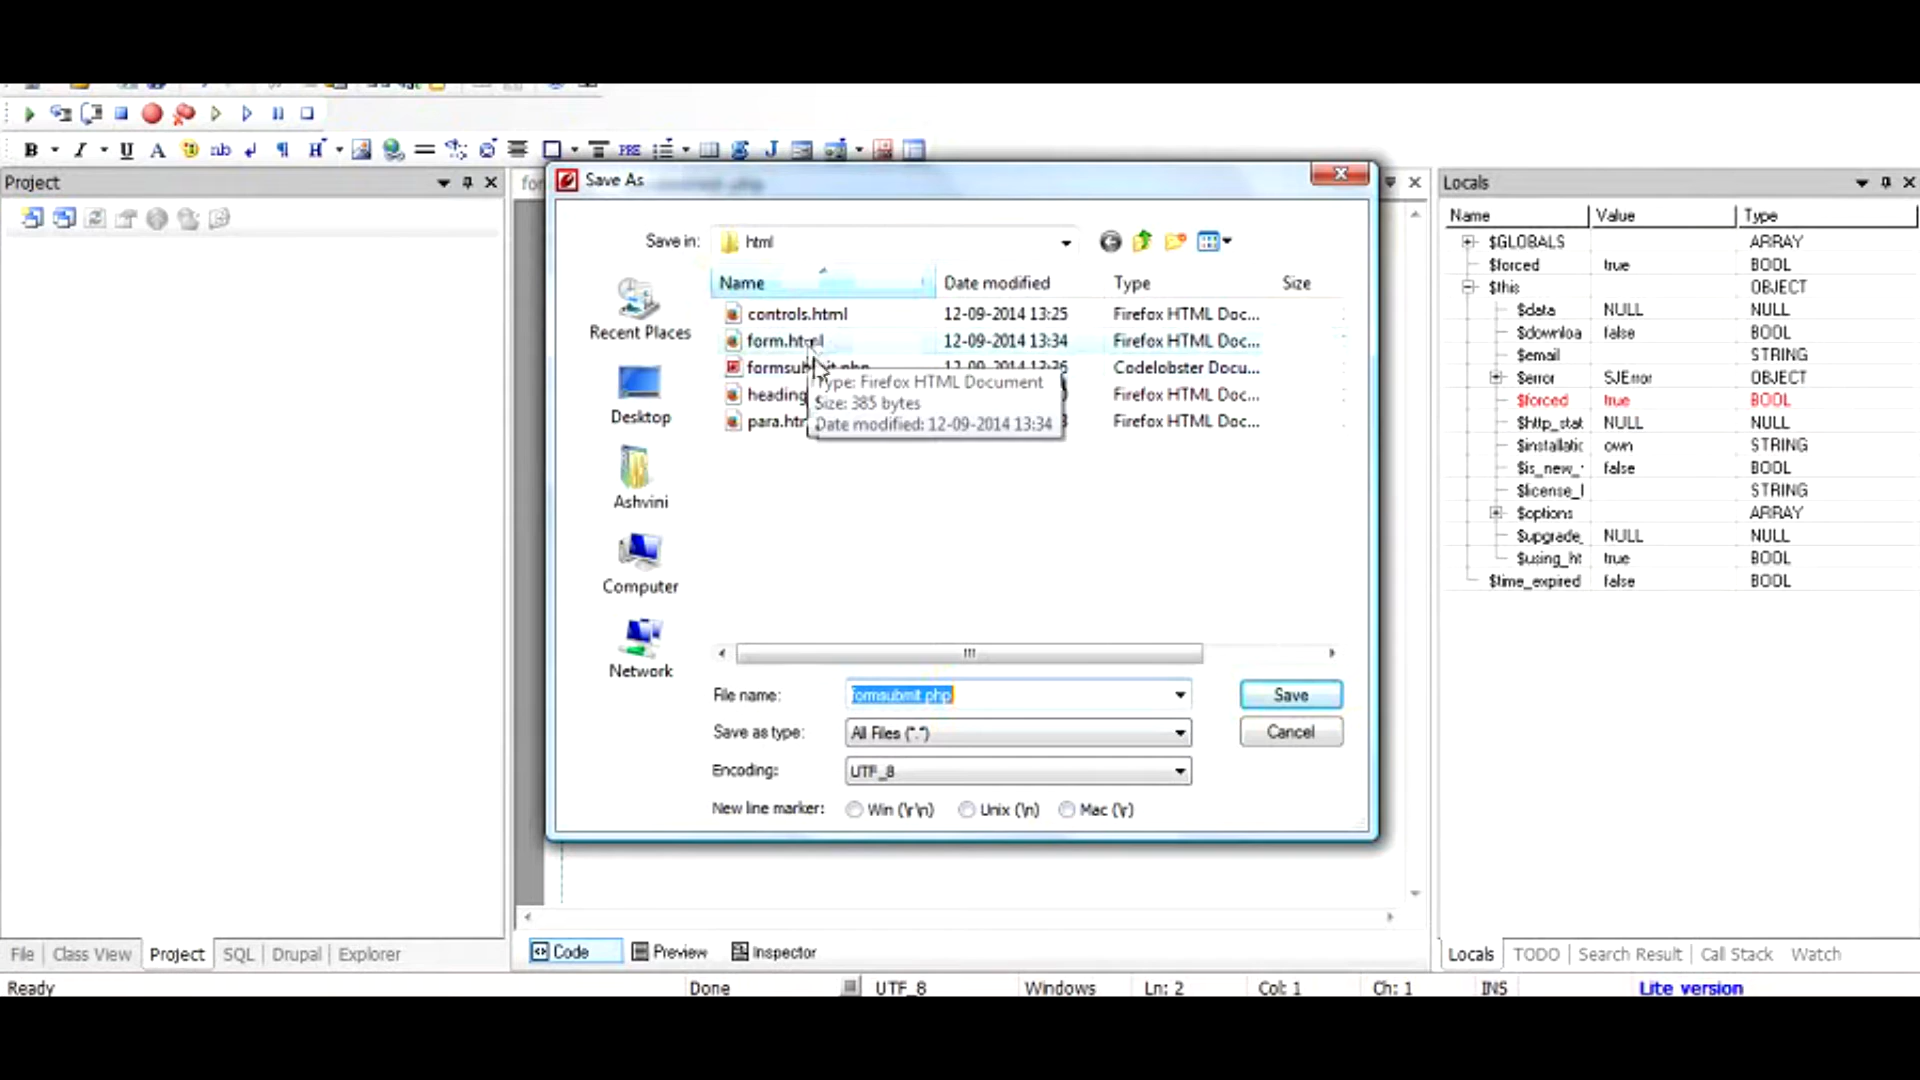 B I U A ab ¶ H PRE J
Project
Save As
Locals
Save in: html
Name Date modified Type Size
controls.html 12-09-2014 13:25 Firefox HTML Doc...
form.html 12-09-2014 13:34 Firefox HTML Doc...
formsubmit.php Codelobster Docu...
heading Firefox HTML Doc...
Firefox HTML Doc...
Type: Firefox HTML Document
Size: 385 bytes
Date modified: 12-09-2014 13:34
Recent Places
Desktop
Ashvini
Computer
Network
File name: formsubmit.php Save
Save as type: All Files (*.*) Cancel
Encoding: UTF_8
New line marker: Win (\r\n) Unix (\n) Mac (\r)
Name Value Type
$GLOBALS ARRAY
$forced true BOOL
$this OBJECT
$data NULL NULL
$downloa false BOOL
$email STRING
$error SJError OBJECT
$forced true BOOL
$http_stat NULL NULL
$installatic own STRING
$is_new_ false BOOL
$license_l STRING
$options ARRAY
$upgrade_ NULL NULL
$using_ht true BOOL
$time_expired false BOOL
Code Preview Inspector
File Class View Project SQL Drupal Explorer
Locals TODO Search Result Call Stack Watch
Ready Done UTF_8 Windows Ln: 2 Col: 1 Ch: 1 INS Lite version